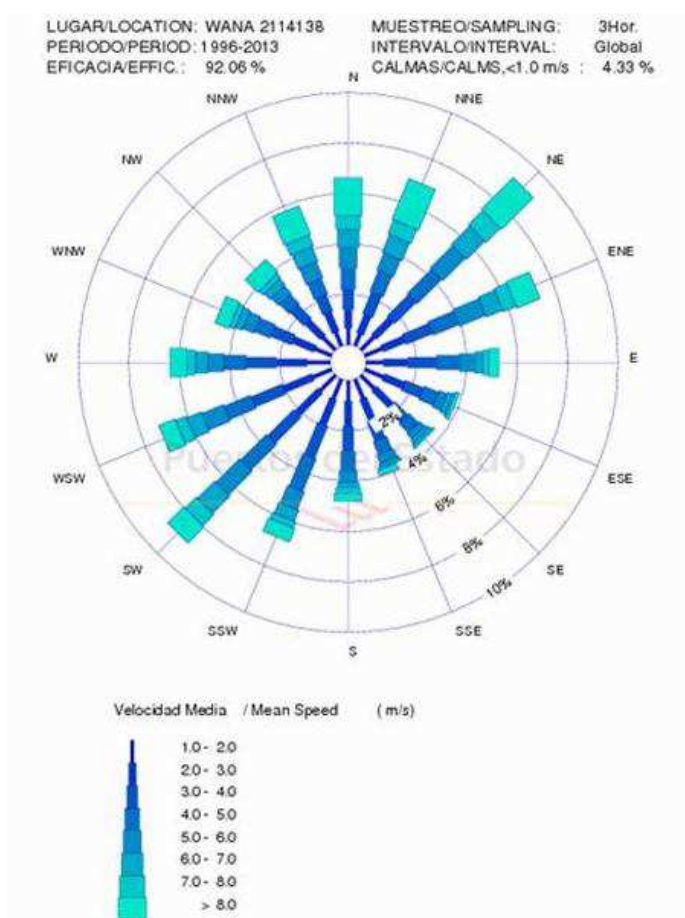 LUGAR/LOCATION: WANA 2114138 MUESTREO/SAMPLING: 3Hor.
PERIODO/PERIOD: 1996-2013 INTERVALO/INTERVAL: Global
EFICACIA/EFFIC.: 92.06 % CALMAS/CALMS,<1.0 m/s : 4.33 %
N
NNW NNE
NW NE
WNW ENE
W E
2%
4%
Puertos del Estado
WSW ESE
6%
8%
SW SE
10%
SSW SSE
S
Velocidad Media / Mean Speed (m/s)
1.0- 2.0
2.0- 3.0
3.0- 4.0
4.0- 5.0
5.0- 6.0
6.0- 7.0
7.0- 8.0
> 8.0